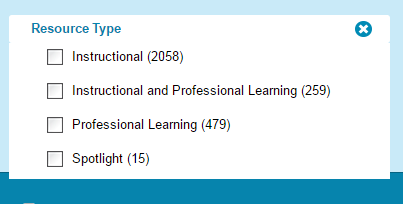 Resource Type
Instructional (2058)
Instructional and Professional Learning (259)
Professional Learning (479)
Spotlight (15)